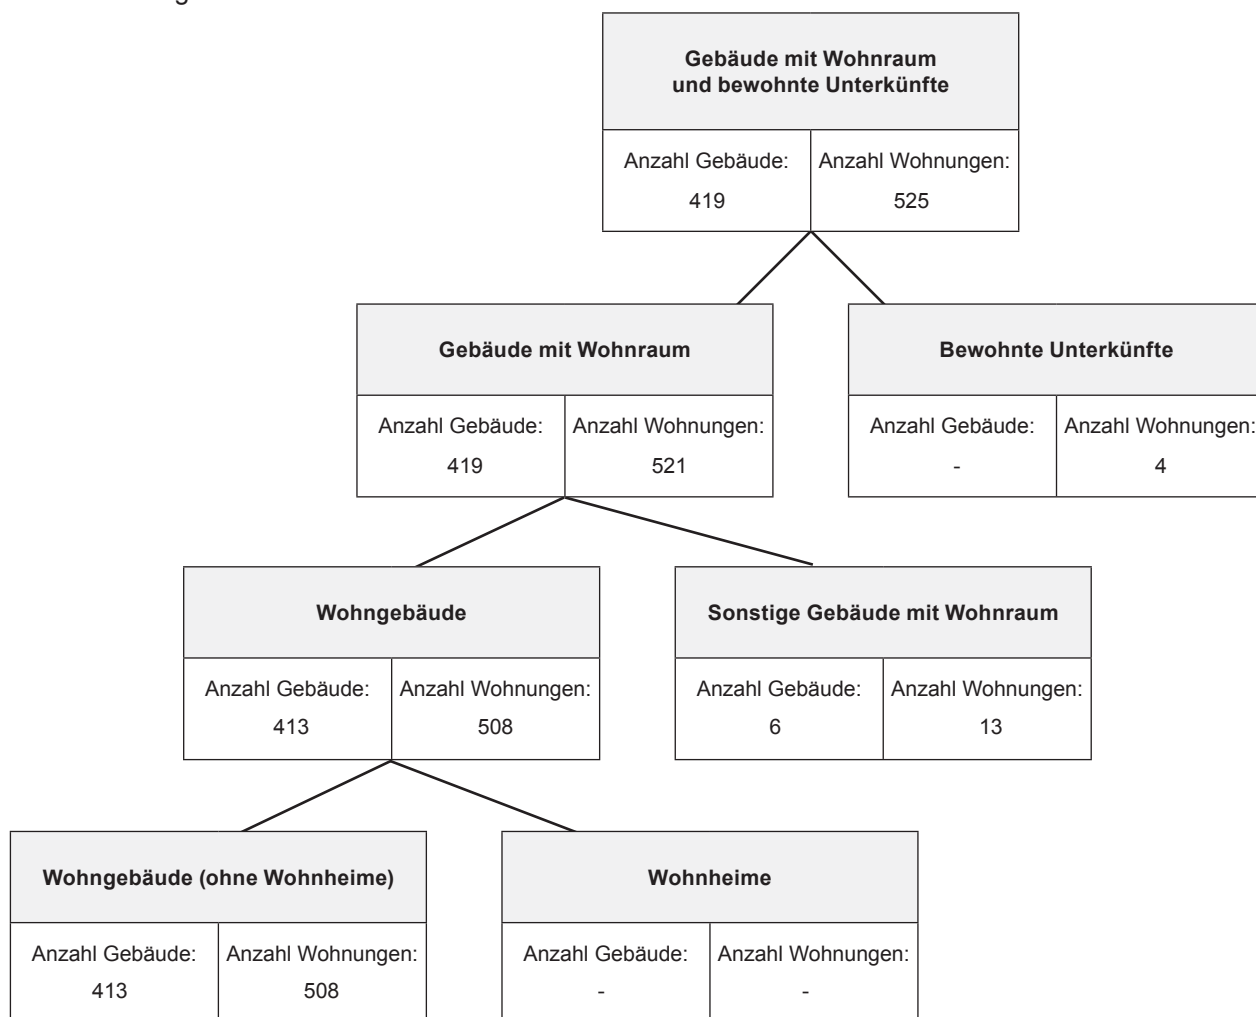 Gebäude mit Wohnraum
und bewohnte Unterkünfte
Anzahl Gebäude: Anzahl Wohnungen:
419 525
Gebäude mit Wohnraum
Anzahl Gebäude: Anzahl Wohnungen:
419 521
Bewohnte Unterkünfte
Anzahl Gebäude: Anzahl Wohnungen:
- 4
Wohngebäude
Anzahl Gebäude: Anzahl Wohnungen:
413 508
Sonstige Gebäude mit Wohnraum
Anzahl Gebäude: Anzahl Wohnungen:
6 13
Wohngebäude (ohne Wohnheime)
Anzahl Gebäude: Anzahl Wohnungen:
413 508
Wohnheime
Anzahl Gebäude: Anzahl Wohnungen:
- -